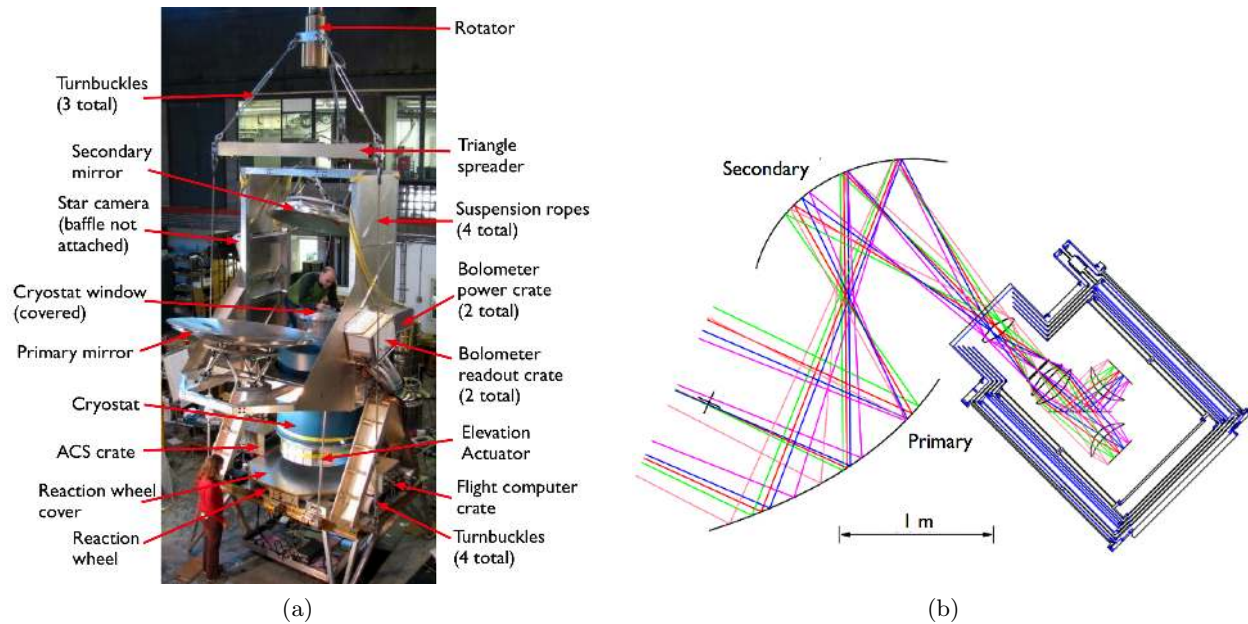 Rotator
Turnbuckles
(3 total)
Secondary
mirror
Triangle
spreader
Star camera
(baffle not
attached)
Suspension ropes
(4 total)
Cryostat window
(covered)
Bolometer
power crate
(2 total)
Primary mirror
Bolometer
readout crate
(2 total)
Cryostat
Elevation
Actuator
ACS crate
Reaction wheel
cover
Flight computer
crate
Reaction
wheel
Turnbuckles
(4 total)
(a)
Secondary
Primary
1 m
(b)